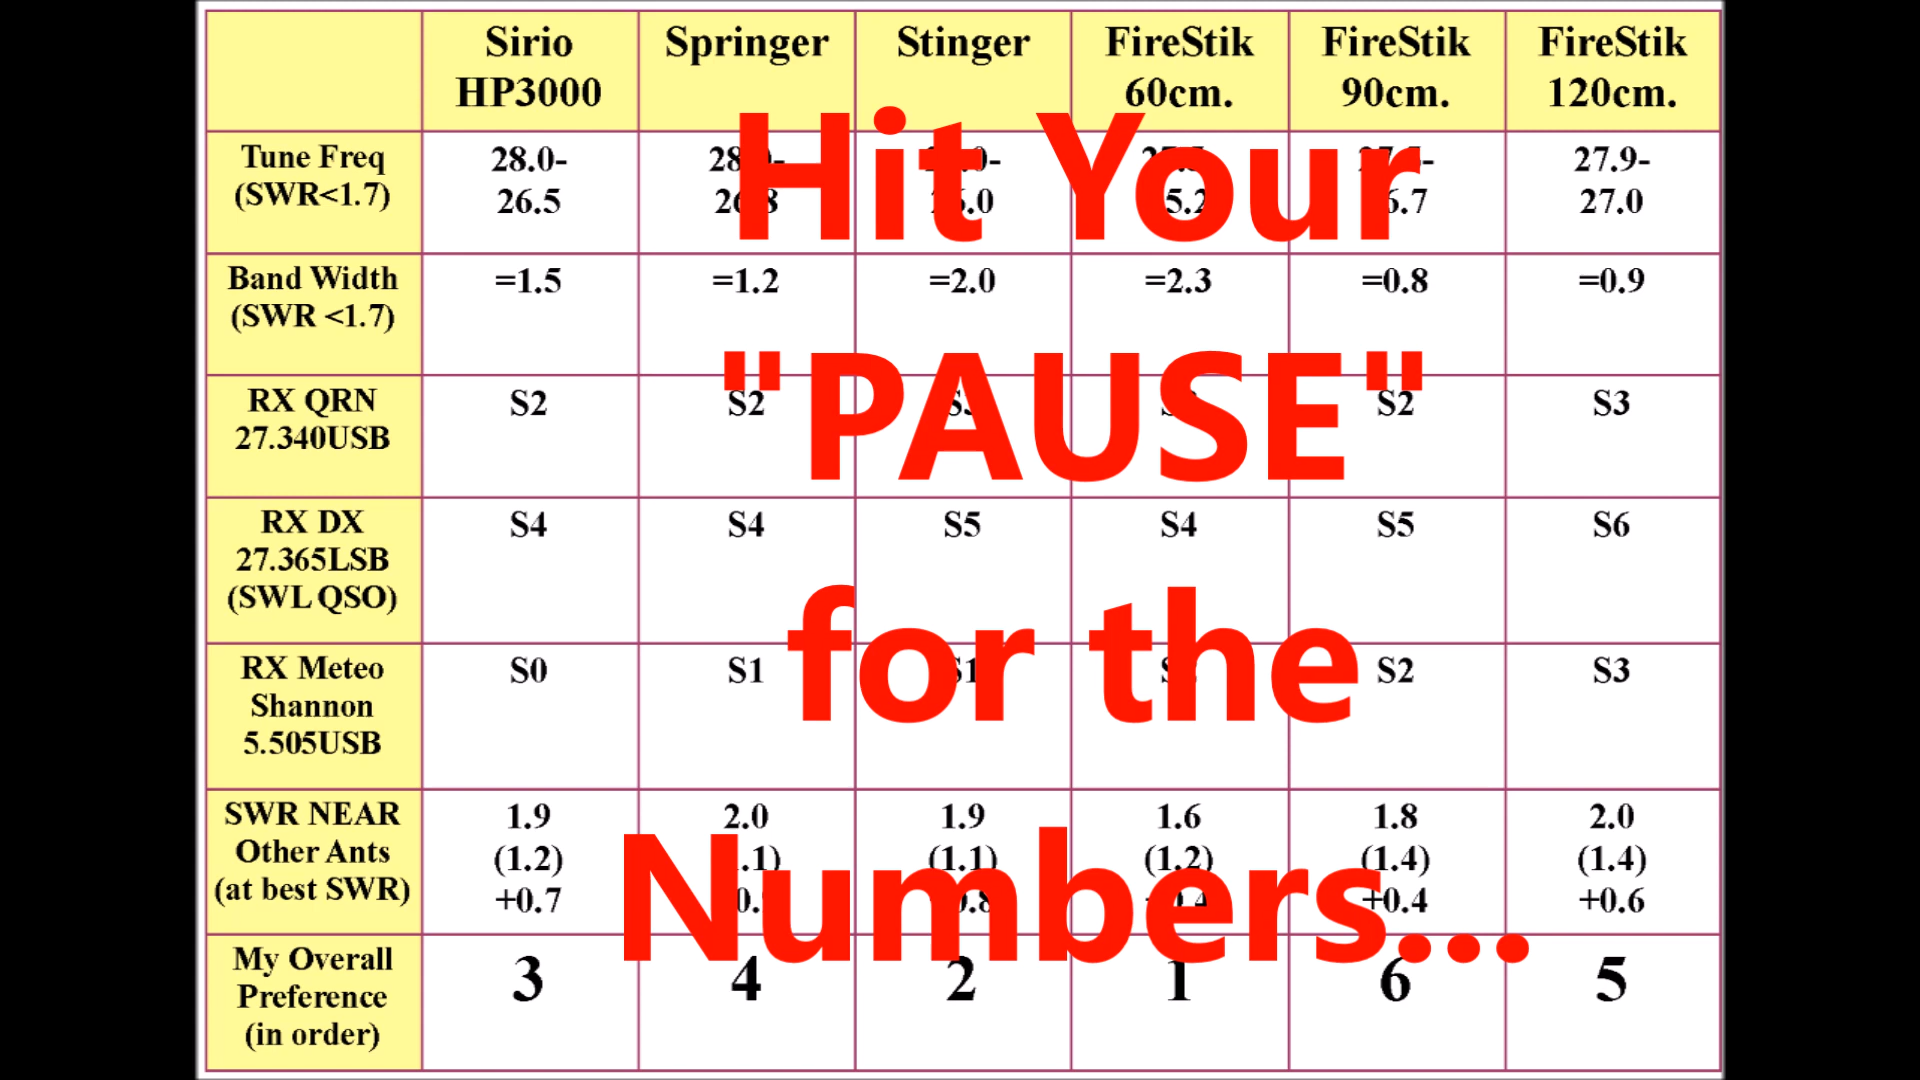 Sirio HP3000 Springer Stinger FireStik 60cm. FireStik 90cm. FireStik 120cm.
Tune Freq (SWR<1.7) 28.0-26.5 27.9-27.0
Band Width (SWR <1.7) =1.5 =1.2 =2.0 =2.3 =0.8 =0.9
RX QRN 27.340USB S2 S2 S2 S3
RX DX 27.365LSB (SWL QSO) S4 S4 S5 S4 S5 S6
RX Meteo Shannon 5.505USB S0 S1 S2 S3
SWR NEAR Other Ants (at best SWR) 1.9 (1.2) +0.7 2.0 1.9 (1.1) 1.6 (1.2) 1.8 (1.4) +0.4 2.0 (1.4) +0.6
My Overall Preference (in order) 3 4 2 1 6 5
Hit Your
"PAUSE"
for the
Numbers...